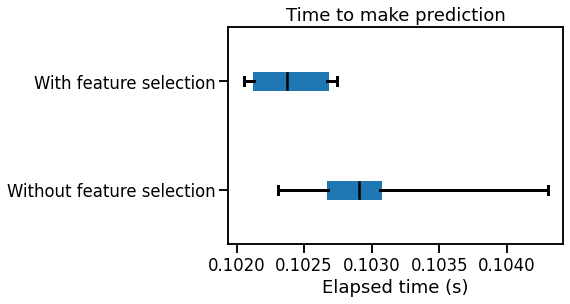 Time to make prediction
With feature selection
Without feature selection
0.1020 0.1025 0.1030 0.1035 0.1040
Elapsed time (s)